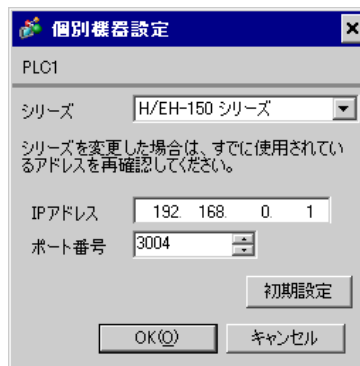 個別機器設定
PLC1
シリーズ H/EH-150 シリーズ
シリーズを変更した場合は、すでに使用されてい
るアドレスを再確認してください。
IPアドレス 192. 168. 0. 1
ポート番号 3004
初期設定
OK(O) キャンセル